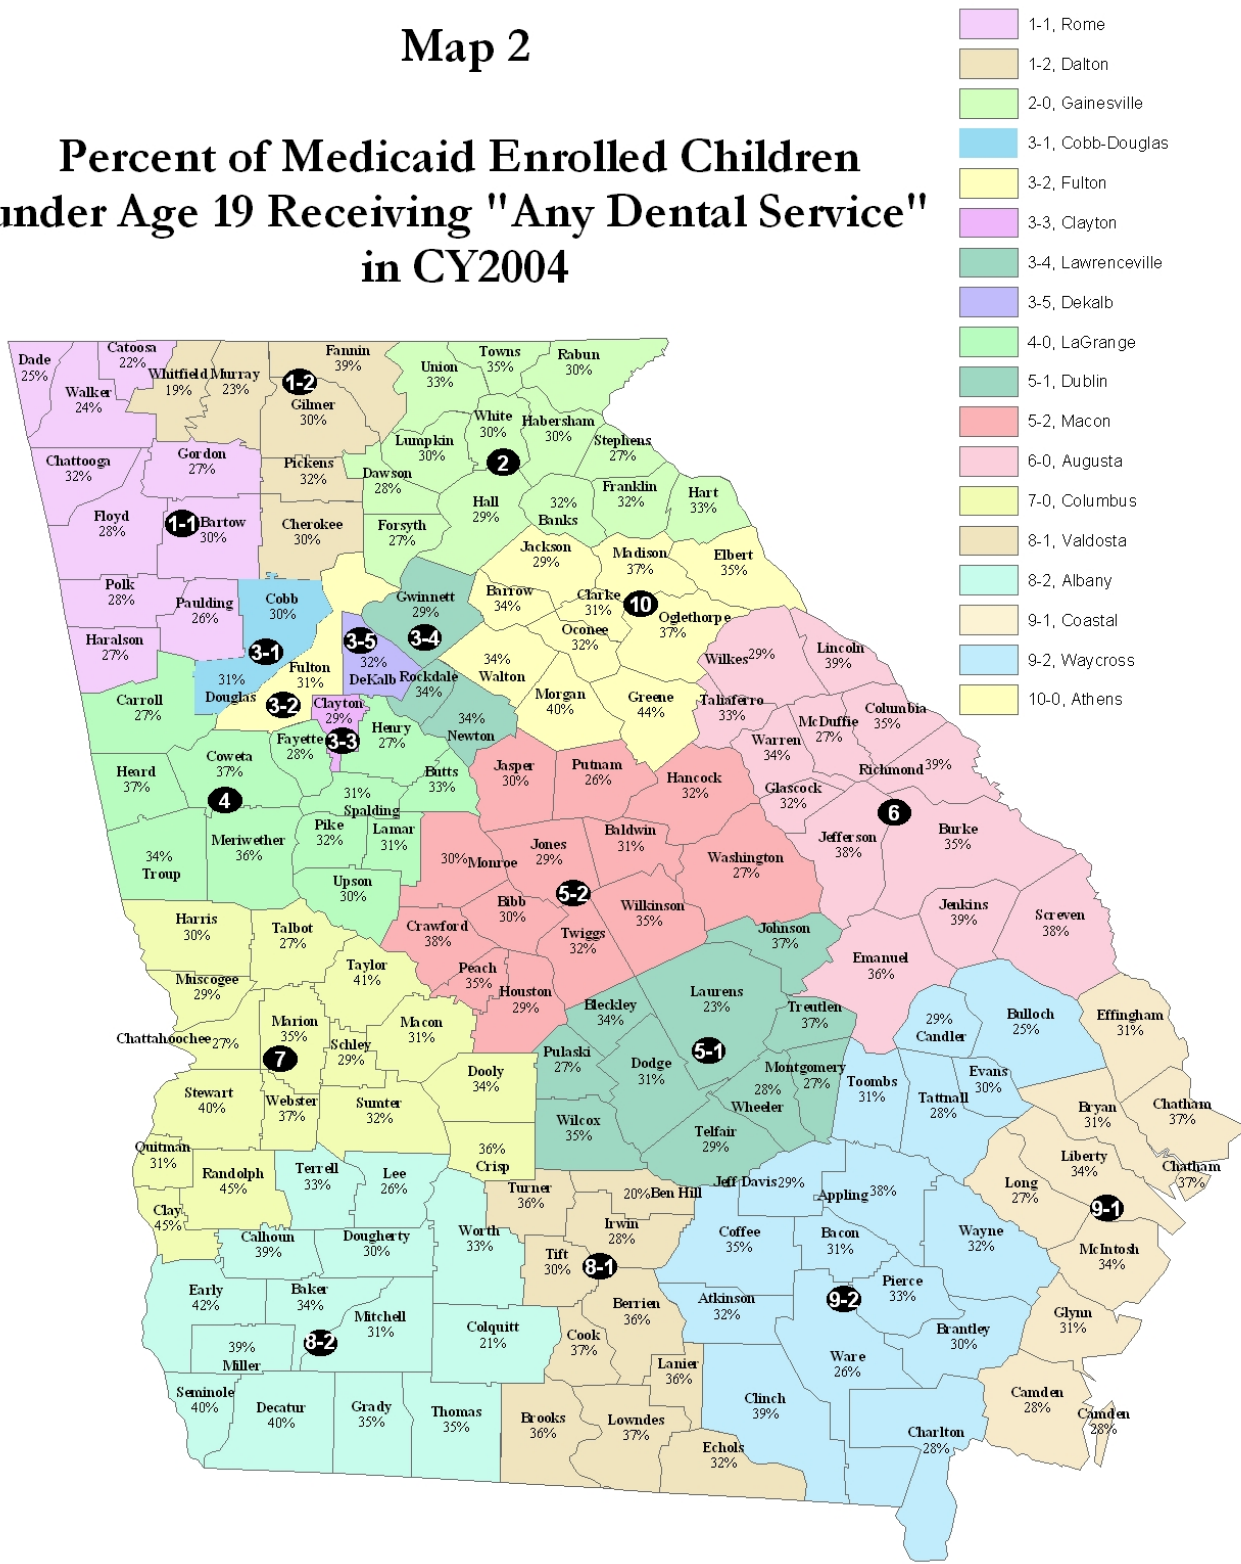 Map 2
Percent of Medicaid Enrolled Children
under Age 19 Receiving "Any Dental Service"
in CY2004
1-1, Rome
1-2, Dalton
2-0, Gainesville
3-1, Cobb-Douglas
3-2, Fulton
3-3, Clayton
3-4, Lawrenceville
3-5, Dekalb
4-0, LaGrange
5-1, Dublin
5-2, Macon
6-0, Augusta
7-0, Columbus
8-1, Valdosta
8-2, Albany
9-1, Coastal
9-2, Waycross
10-0, Athens
Dade
25%
Catoosa
22%
Walker
24%
Whitfield
19%
Murray
23%
1-2
Fannin
39%
Gilmer
30%
Union
33%
Towns
35%
Rabun
30%
White
30%
Habersham
30%
Lumpkin
30%
Stephens
27%
2
Chattooga
32%
Gordon
27%
Pickens
32%
Dawson
28%
Hall
29%
32%
Banks
Franklin
32%
Hart
33%
Floyd
28%
1-1
Bartow
30%
Cherokee
30%
Forsyth
27%
Jackson
29%
Madison
37%
Elbert
35%
Polk
28%
Paulding
26%
Cobb
30%
Gwinnett
29%
Barrow
34%
Clarke
31%
10
Oglethorpe
37%
Oconee
32%
Haralson
27%
3-1
3-5
32%
DeKalb
3-4
Rockdale
34%
34%
Walton
Wilkes
29%
Lincoln
39%
31%
Douglas
Fulton
31%
3-2
Clayton
29%
3-3
Carroll
27%
Morgan
40%
Greene
44%
Taliaferro
33%
McDuffie
27%
Columbia
35%
34%
Newton
Fayette
28%
Henry
27%
Warren
34%
Richmond
39%
Heard
37%
Coweta
37%
4
31%
Spalding
Butts
33%
Jasper
30%
Putnam
26%
Hancock
32%
Glascock
32%
6
Jefferson
38%
Burke
35%
34%
Troup
Meriwether
36%
Pike
32%
Lamar
31%
30%
Monroe
Jones
29%
Baldwin
31%
Washington
27%
Upson
30%
5-2
Bibb
30%
Wilkinson
35%
Jenkins
39%
Screven
38%
Harris
30%
Talbot
27%
Crawford
38%
Twiggs
32%
Johnson
37%
Emanuel
36%
Muscogee
29%
Taylor
41%
Peach
35%
Houston
29%
Laurens
23%
Bleckley
34%
Treutlen
37%
29%
Candler
Bulloch
25%
Effingham
31%
Chattahoochee
27%
Marion
35%
7
Schley
29%
Macon
31%
Pulaski
27%
Dodge
31%
5-1
Montgomery
27%
28%
Wheeler
Toombs
31%
Tattnall
28%
Evans
30%
Stewart
40%
Webster
37%
Sumter
32%
Dooly
34%
Wilcox
35%
Telfair
29%
Bryan
31%
Chatham
37%
Quitman
31%
Randolph
45%
Terrell
33%
Lee
26%
36%
Crisp
Liberty
34%
Chatham
37%
Long
27%
9-1
Turner
36%
20%
Ben Hill
Jeff Davis
29%
Appling
38%
Clay
45%
Calhoun
39%
Dougherty
30%
Worth
33%
Irwin
28%
Tift
30%
8-1
Coffee
35%
Bacon
31%
Wayne
32%
McIntosh
34%
Early
42%
Baker
34%
Mitchell
31%
8-2
39%
Miller
Colquitt
21%
Berrien
36%
Cook
37%
Atkinson
32%
9-2
Pierce
33%
Brantley
30%
Glynn
31%
Ware
26%
Lanier
36%
Seminole
40%
Decatur
40%
Grady
35%
Thomas
35%
Brooks
36%
Lowndes
37%
Echols
32%
Clinch
39%
Charlton
28%
Camden
28%
Camden
28%